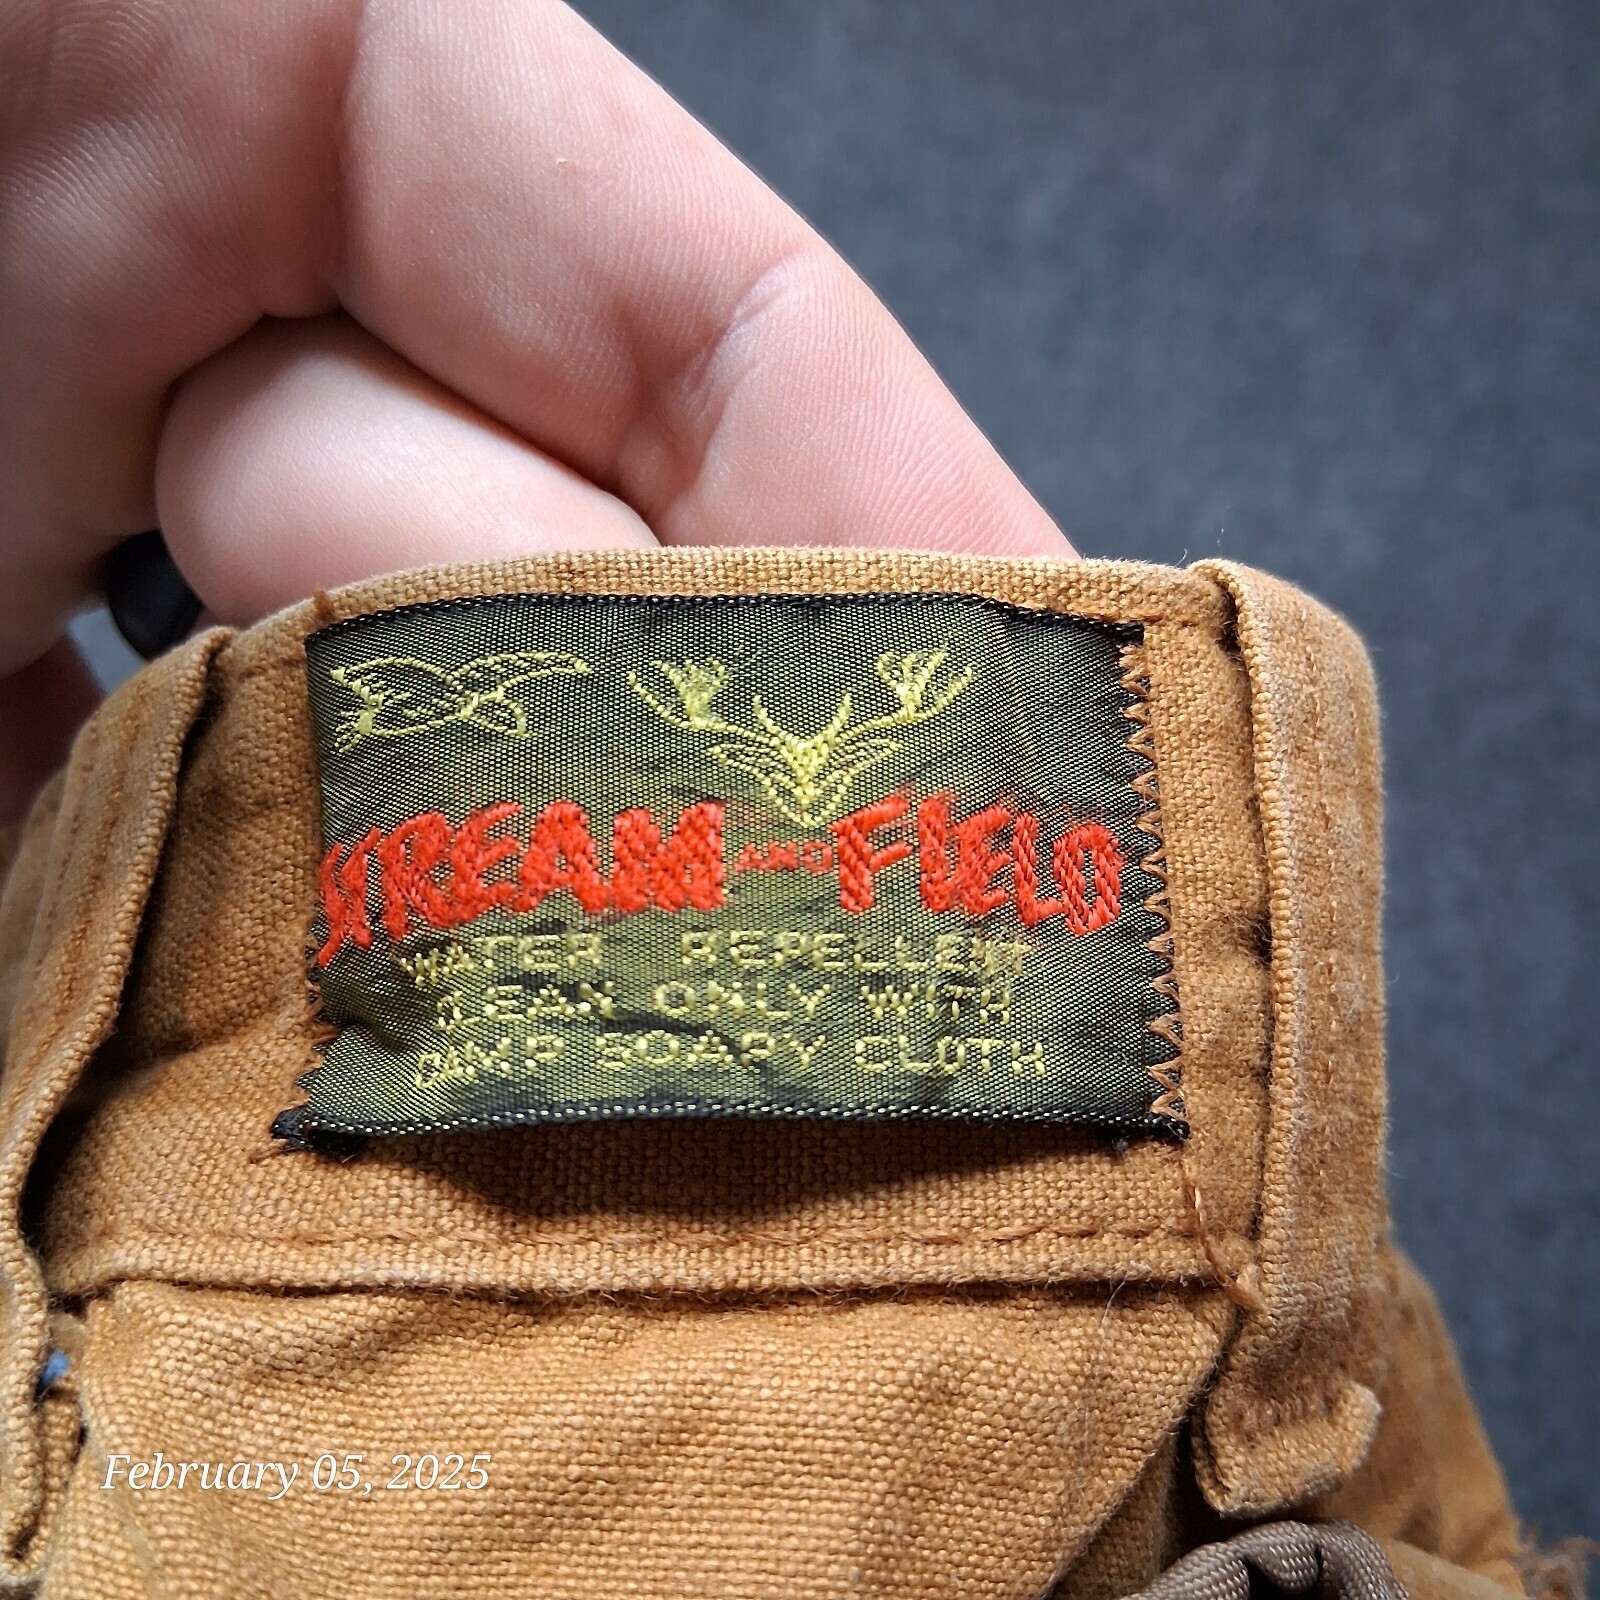 STREAM AND FIELD
WATER REPELLENT
CLEAN ONLY WITH
DAMP SOAPY CLOTH
February 05, 2025